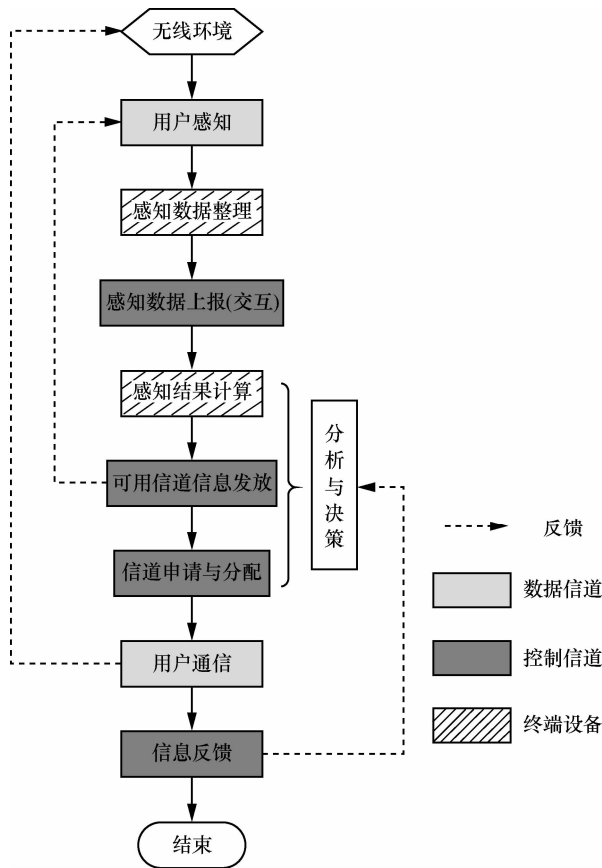 无线环境
用户感知
感知数据整理
感知数据上报(交互)
感知结果计算
可用信道信息发放
信道申请与分配
用户通信
信息反馈
结束
分
析
与
决
策
反馈
数据信道
控制信道
终端设备